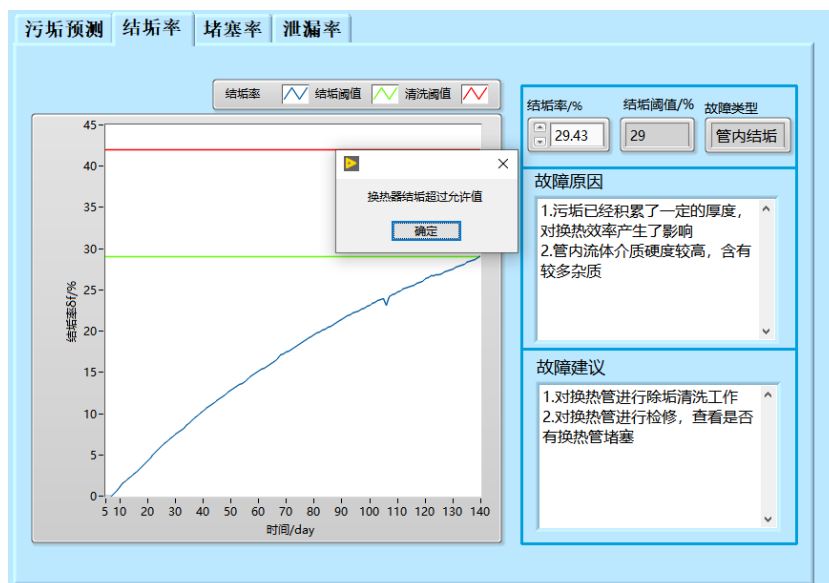 污垢预测 结垢率 堵塞率 泄漏率
结垢率 结垢阈值 清洗阈值
结垢率/% 结垢阈值/% 故障类型
29.43 29 管内结垢
换热器结垢超过允许值
确定
故障原因
1.污垢已经积累了一定的厚度，
对换热效率产生了影响
2.管内流体介质硬度较高，含有
较多杂质
故障建议
1.对换热管进行除垢清洗工作
2.对换热管进行检修，查看是否
有换热管堵塞
结垢率δf/%
45
40
35
30
25
20
15
10
5
0
5 10 20 30 40 50 60 70 80 90 100 110 120 130 140
时间/day